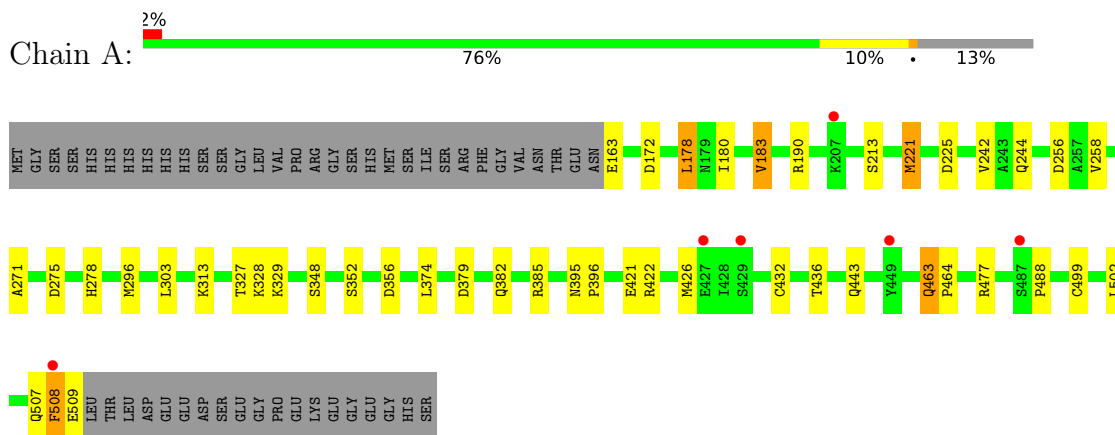 2%
Chain A:
76% 10% • 13%
MET GLY SER SER HIS HIS HIS HIS HIS HIS SER SER GLY LEU VAL PRO ARG GLY SER HIS MET SER ILE SER ARG PHE GLY VAL ASN THR GLU ASN E163 D172 L178 N179 I180 V183 R190 K207 S213 M221 D225 V242 A243 Q244 D256 A257 V258
A271 D275 H278 M296 L303 K313 T327 K328 K329 S348 S352 D356 L374 D379 Q382 R385 N395 P396 E421 R422 M426 E427 I428 S429 C432 T436 Q443 Y449 Q463 P464 R477 S487 P488 C499
Q507 F508 E509 LEU THR LEU ASP GLU GLU ASP SER GLU GLY PRO GLU LYS GLU GLY GLU GLY HIS SER